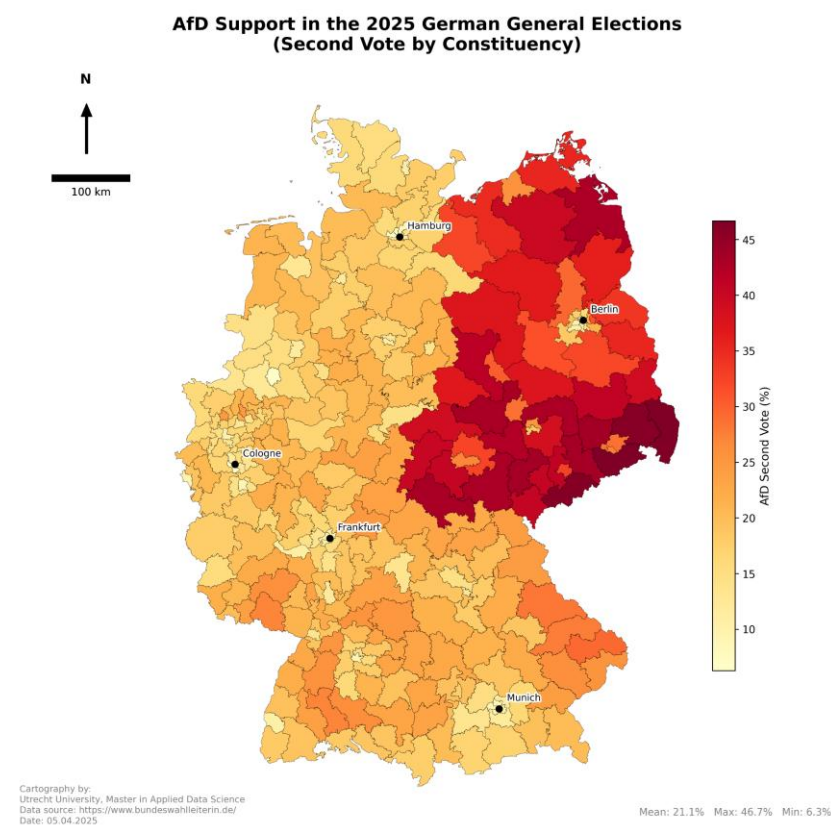 AfD Support in the 2025 German General Elections
(Second Vote by Constituency)
N
100 km
Hamburg
Berlin
Cologne
Frankfurt
Munich
45
40
35
30
25
20
15
10
AfD Second Vote (%)
Cartography by:
Utrecht University, Master in Applied Data Science
Data source: https://www.bundeswahlleiterin.de/
Date: 05.04.2025
Mean: 21.1%   Max: 46.7%   Min: 6.3%